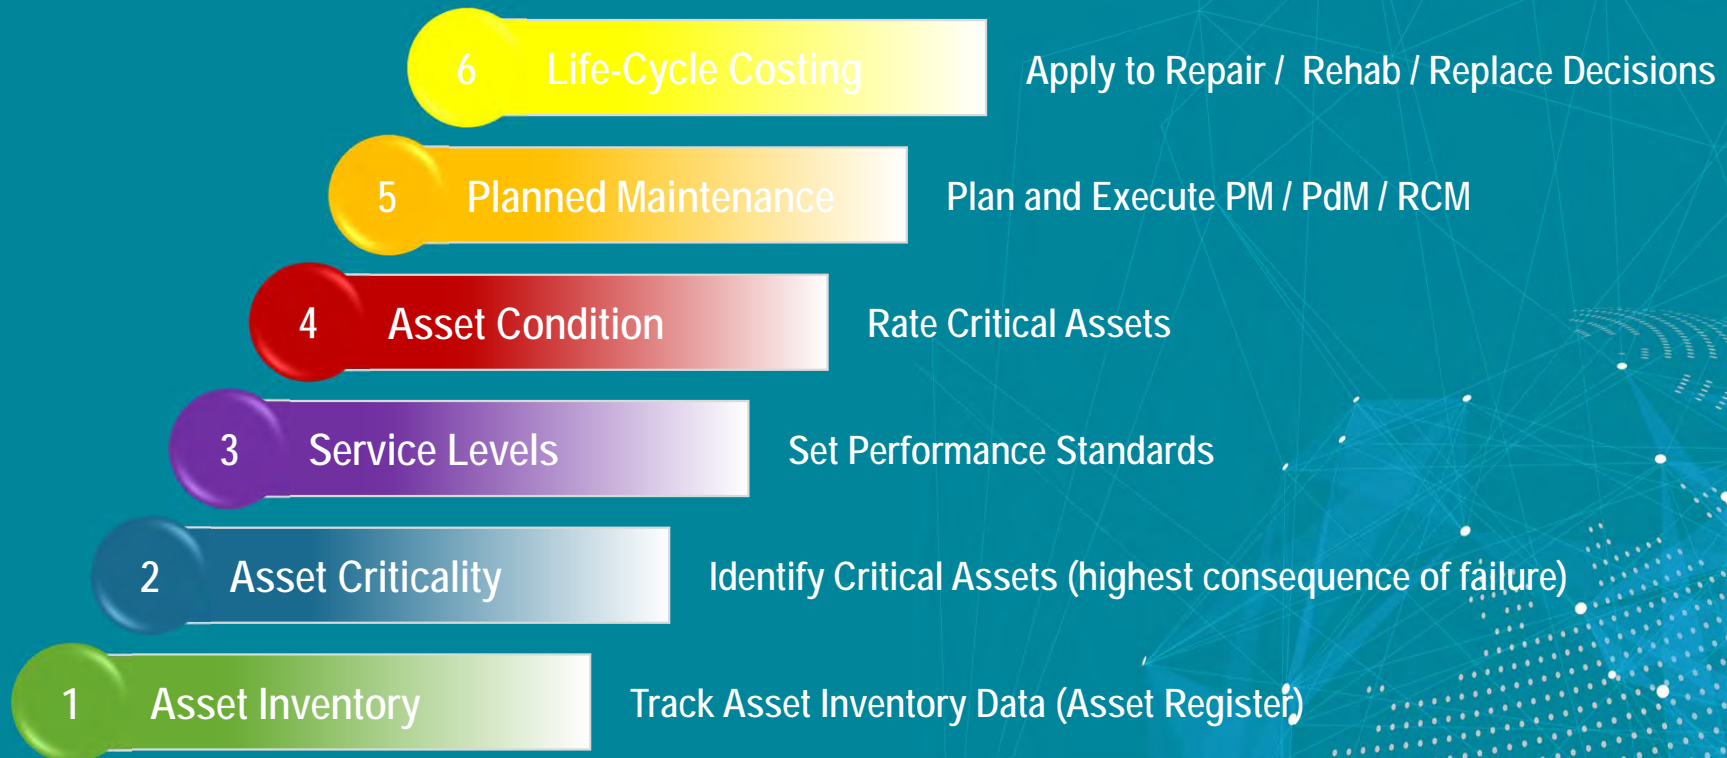 6 Life-Cycle Costing Apply to Repair / Rehab / Replace Decisions
5 Planned Maintenance Plan and Execute PM / PdM / RCM
4 Asset Condition Rate Critical Assets
3 Service Levels Set Performance Standards
2 Asset Criticality Identify Critical Assets (highest consequence of failure)
1 Asset Inventory Track Asset Inventory Data (Asset Register)